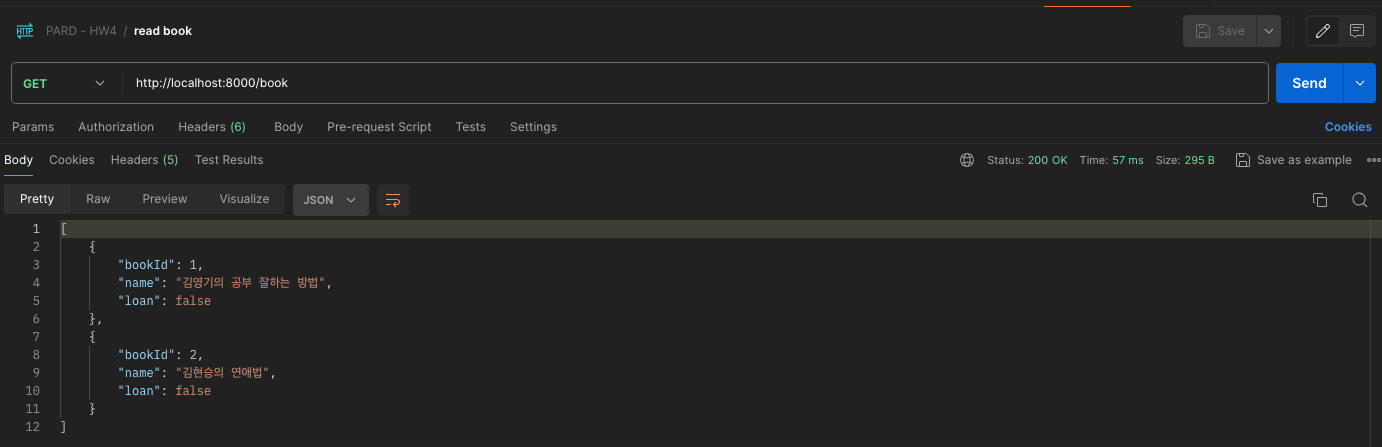 HTTP PARD - HW4 / read book Save
GET http://localhost:8000/book Send
Params Authorization Headers (6) Body Pre-request Script Tests Settings Cookies
Body Cookies Headers (5) Test Results Status: 200 OK Time: 57 ms Size: 295 B Save as example
Pretty Raw Preview Visualize JSON
1 [
2 {
3 "bookId": 1,
4 "name": "김영기의 공부 잘하는 방법",
5 "loan": false
6 },
7 {
8 "bookId": 2,
9 "name": "김현승의 연애법",
10 "loan": false
11 }
12 ]